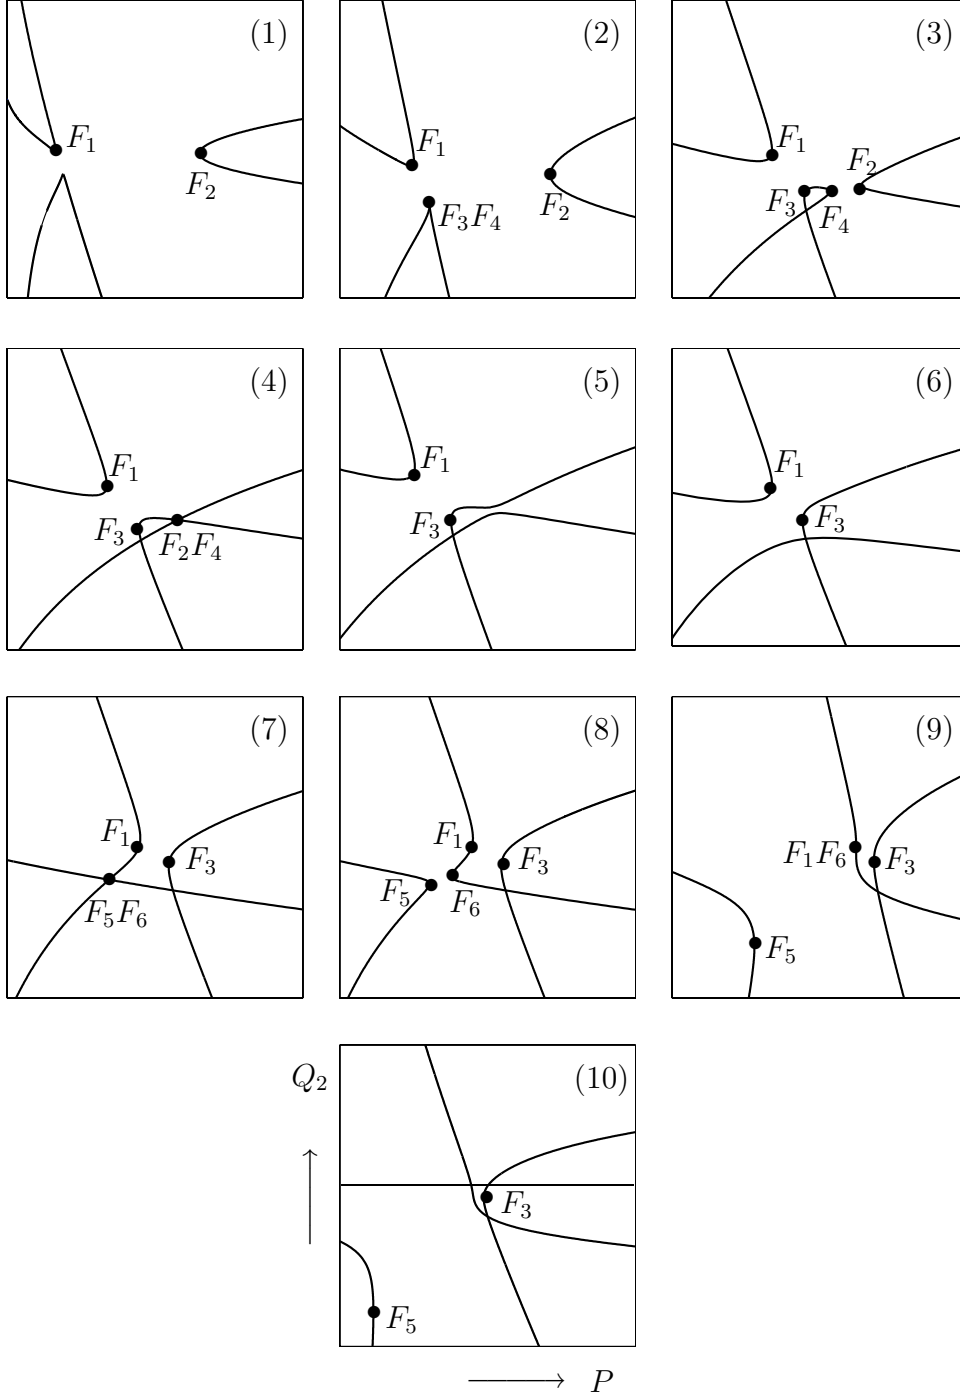 (1)
F₁
F₂
(2)
F₁
F₃F₄
F₂
(3)
F₁
F₂
F₃
F₄
(4)
F₁
F₃
F₂F₄
(5)
F₁
F₃
(6)
F₁
F₃
(7)
F₁
F₃
F₅F₆
(8)
F₁
F₃
F₅
F₆
(9)
F₁F₆
F₃
F₅
Q₂
(10)
F₃
F₅
P